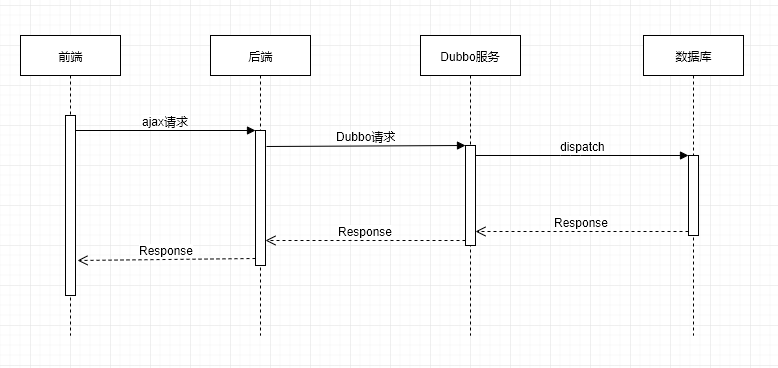 前端
后端
Dubbo服务
数据库
ajax请求
Dubbo请求
dispatch
Response
Response
Response